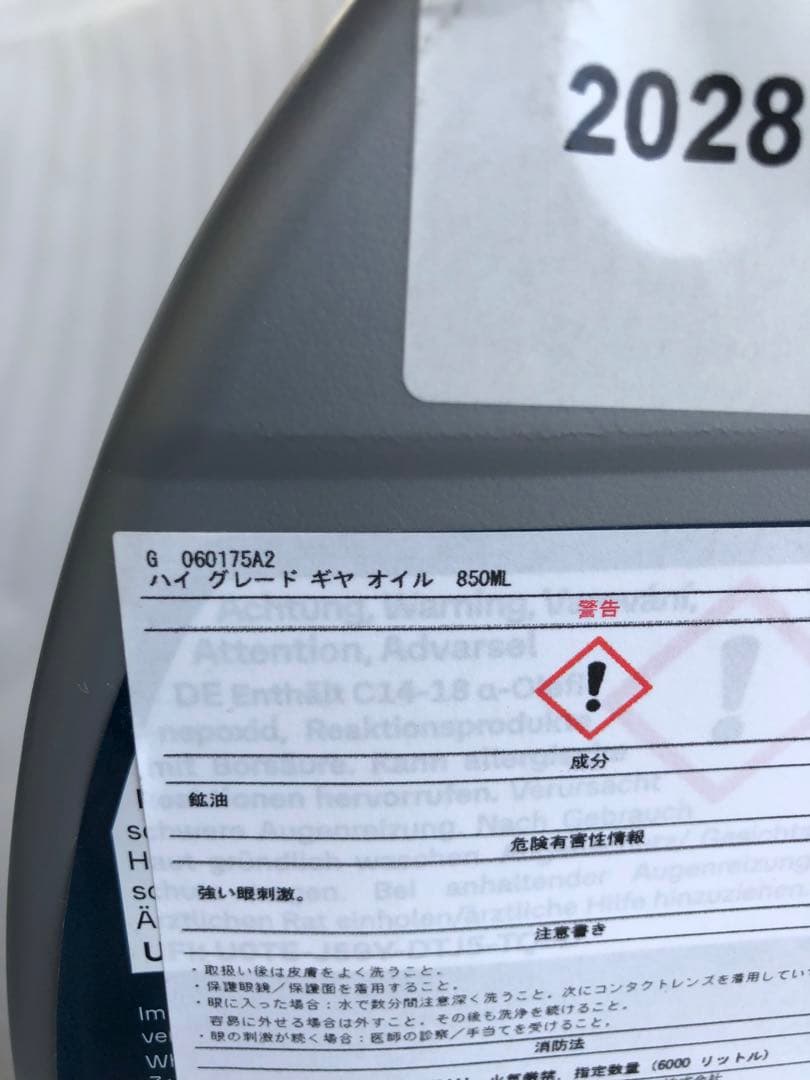 2028
G 060175A2
ハイ グレード ギヤ オイル 850ML
警告
Achtung, Warning,
Attention, Advarsel
DE Enthält C14-18 α-Olefi
nepoxid, Reaktionsprodukte
mit Borsäure. Kann allergische
成分
Reaktionen hervorrufen. Verursacht
鉱油
schwere Augenreizung. Nach Gebrauch
危険有害性情報
Haut gründlich waschen.
強い眼刺激。
Bei anhaltender Augenreizung
ärztlichen Rat einholen/ärztliche Hilfe hinzuziehen.
注意書き
・取扱い後は皮膚をよく洗うこと。
・保護眼鏡/保護面を着用すること。
・眼に入った場合:水で数分間注意深く洗うこと。次にコンタクトレンズを着用してい
容易に外せる場合は外すこと。その後も洗浄を続けること。
・眼の刺激が続く場合:医師の診察/手当てを受けること。
消防法
火気厳禁, 指定数量 (6000 リットル)